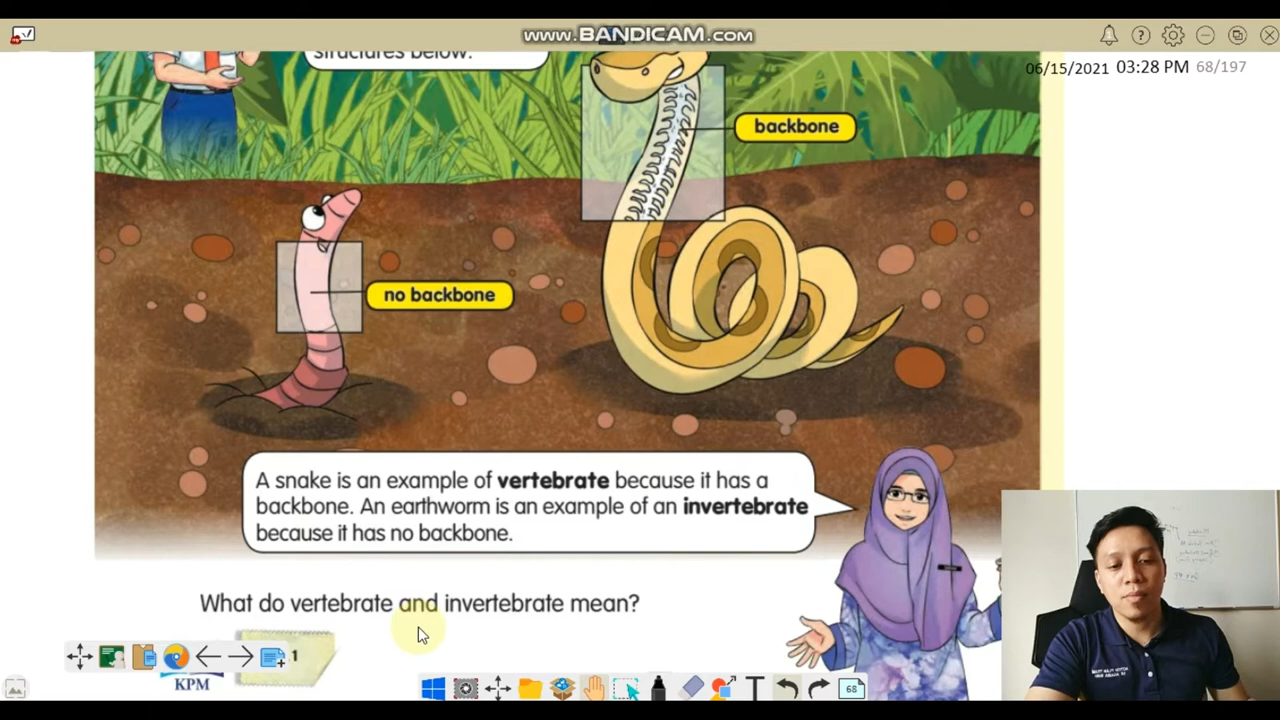 www.BANDICAM.com
structures below.
06/15/2021 03:28 PM 68/197
backbone
no backbone
A snake is an example of vertebrate because it has a
backbone. An earthworm is an example of an invertebrate
because it has no backbone.
What do vertebrate and invertebrate mean?
1
KPM
68